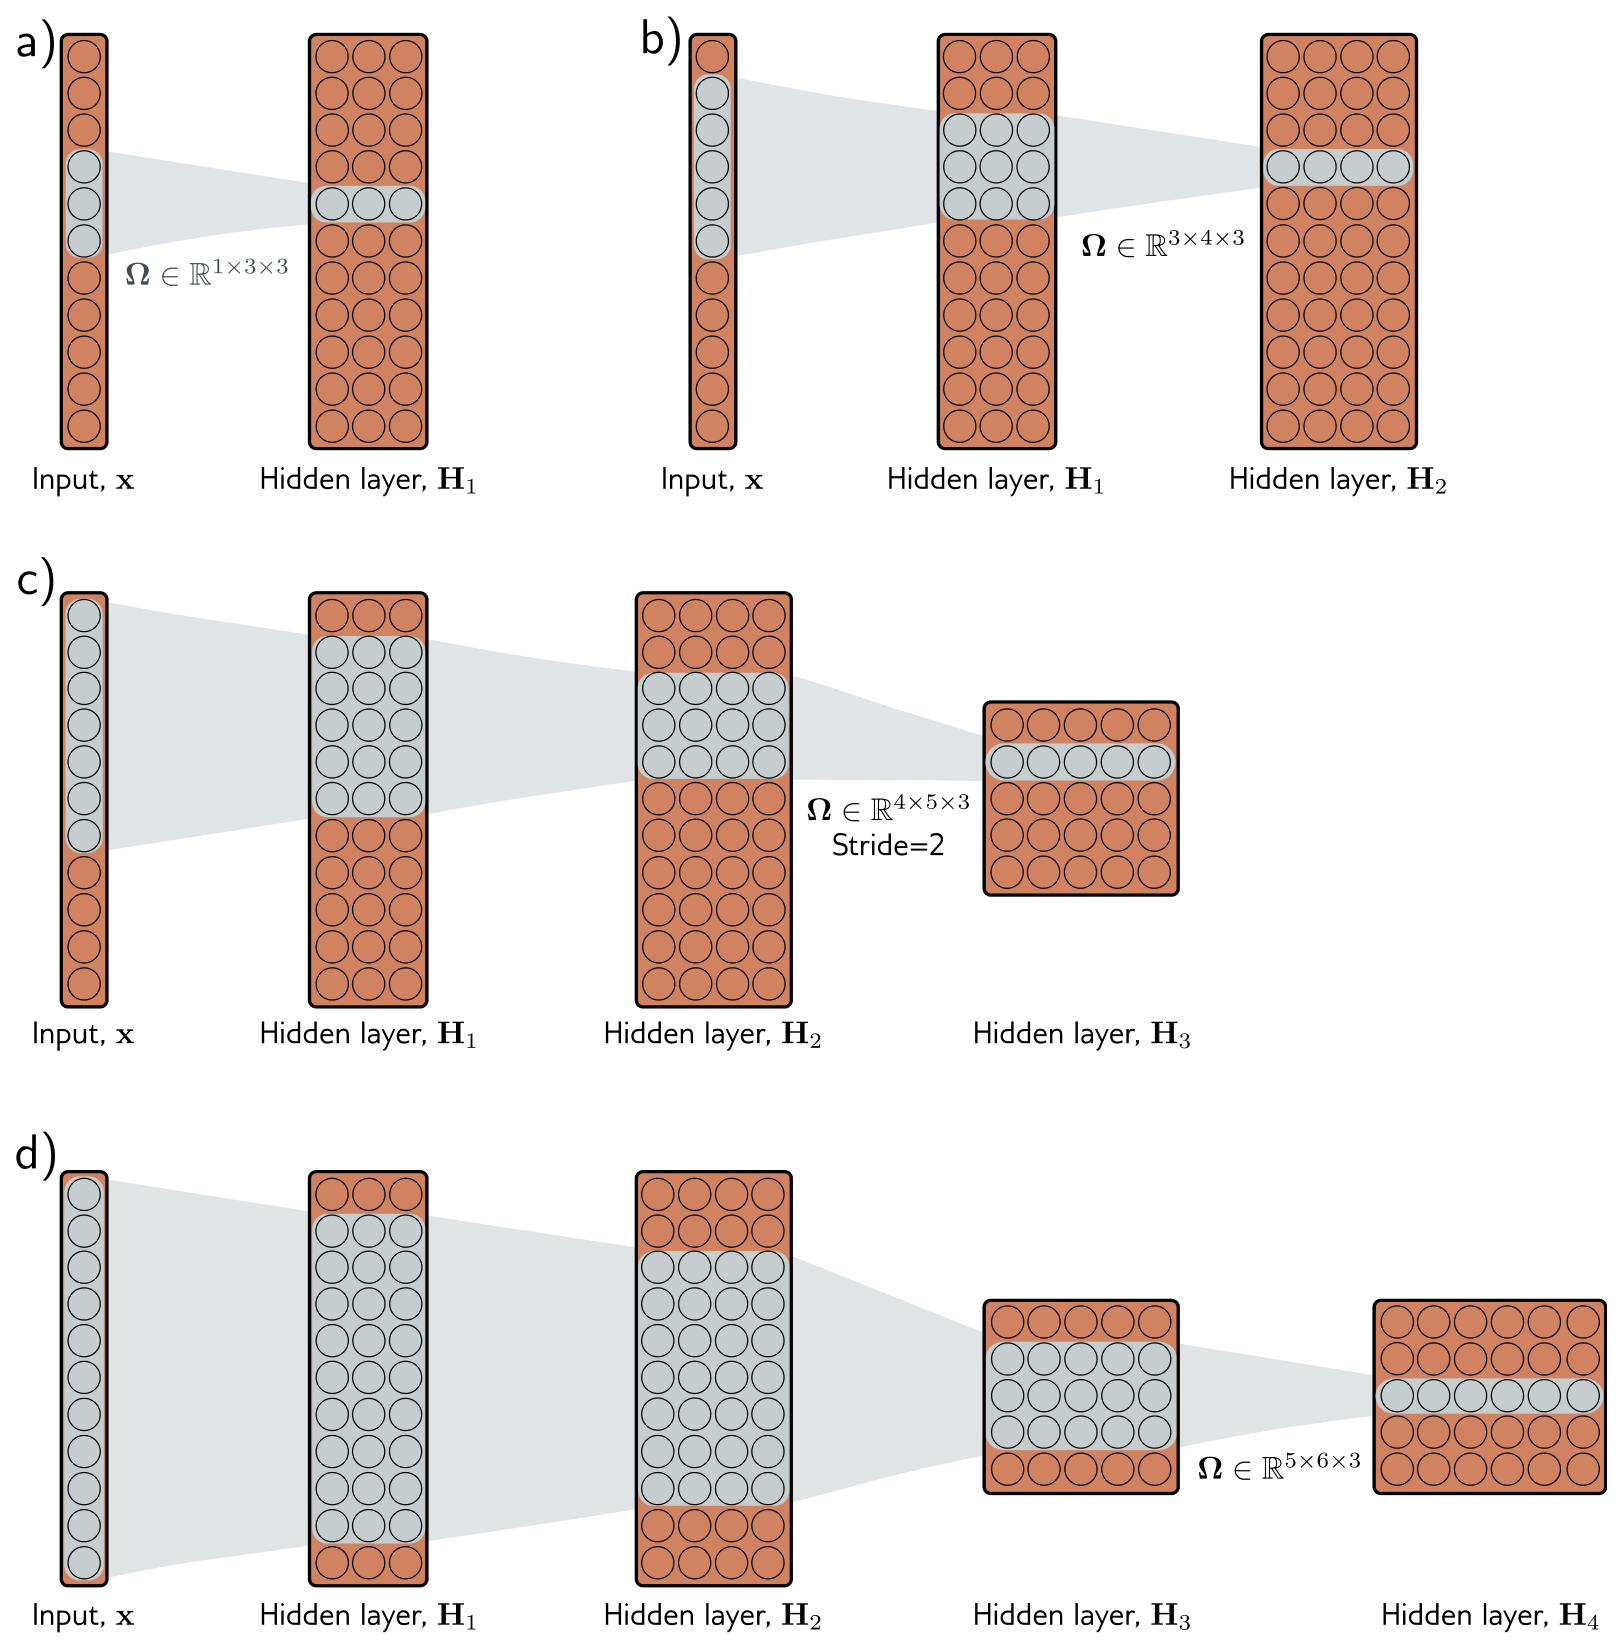 a)
𝛀 ∈ ℝ^{1×3×3}
Input, 𝐱
Hidden layer, 𝐇₁
b)
𝛀 ∈ ℝ^{3×4×3}
Input, 𝐱
Hidden layer, 𝐇₁
Hidden layer, 𝐇₂
c)
𝛀 ∈ ℝ^{4×5×3}
Stride=2
Input, 𝐱
Hidden layer, 𝐇₁
Hidden layer, 𝐇₂
Hidden layer, 𝐇₃
d)
𝛀 ∈ ℝ^{5×6×3}
Input, 𝐱
Hidden layer, 𝐇₁
Hidden layer, 𝐇₂
Hidden layer, 𝐇₃
Hidden layer, 𝐇₄